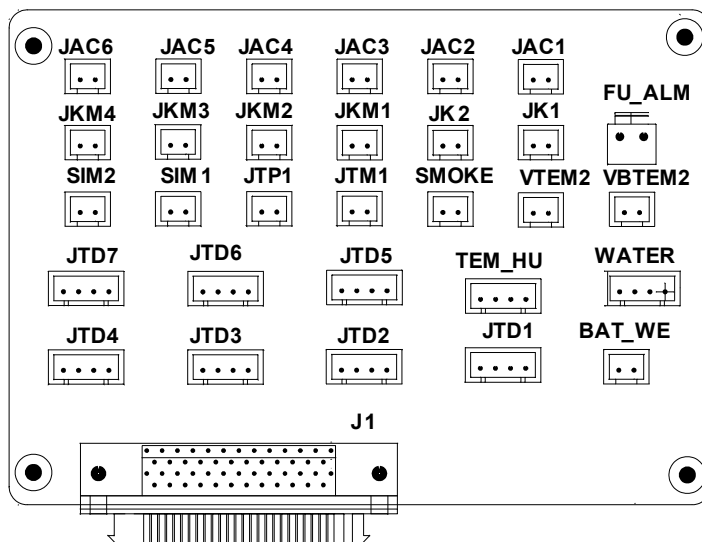 JAC6 JAC5 JAC4 JAC3 JAC2 JAC1
FU_ALM
JKM4 JKM3 JKM2 JKM1 JK2 JK1
SIM2 SIM1 JTP1 JTM1 SMOKE VTEM2 VBTEM2
JTD7 JTD6 JTD5 TEM_HU WATER
JTD4 JTD3 JTD2 JTD1 BAT_WE
J1